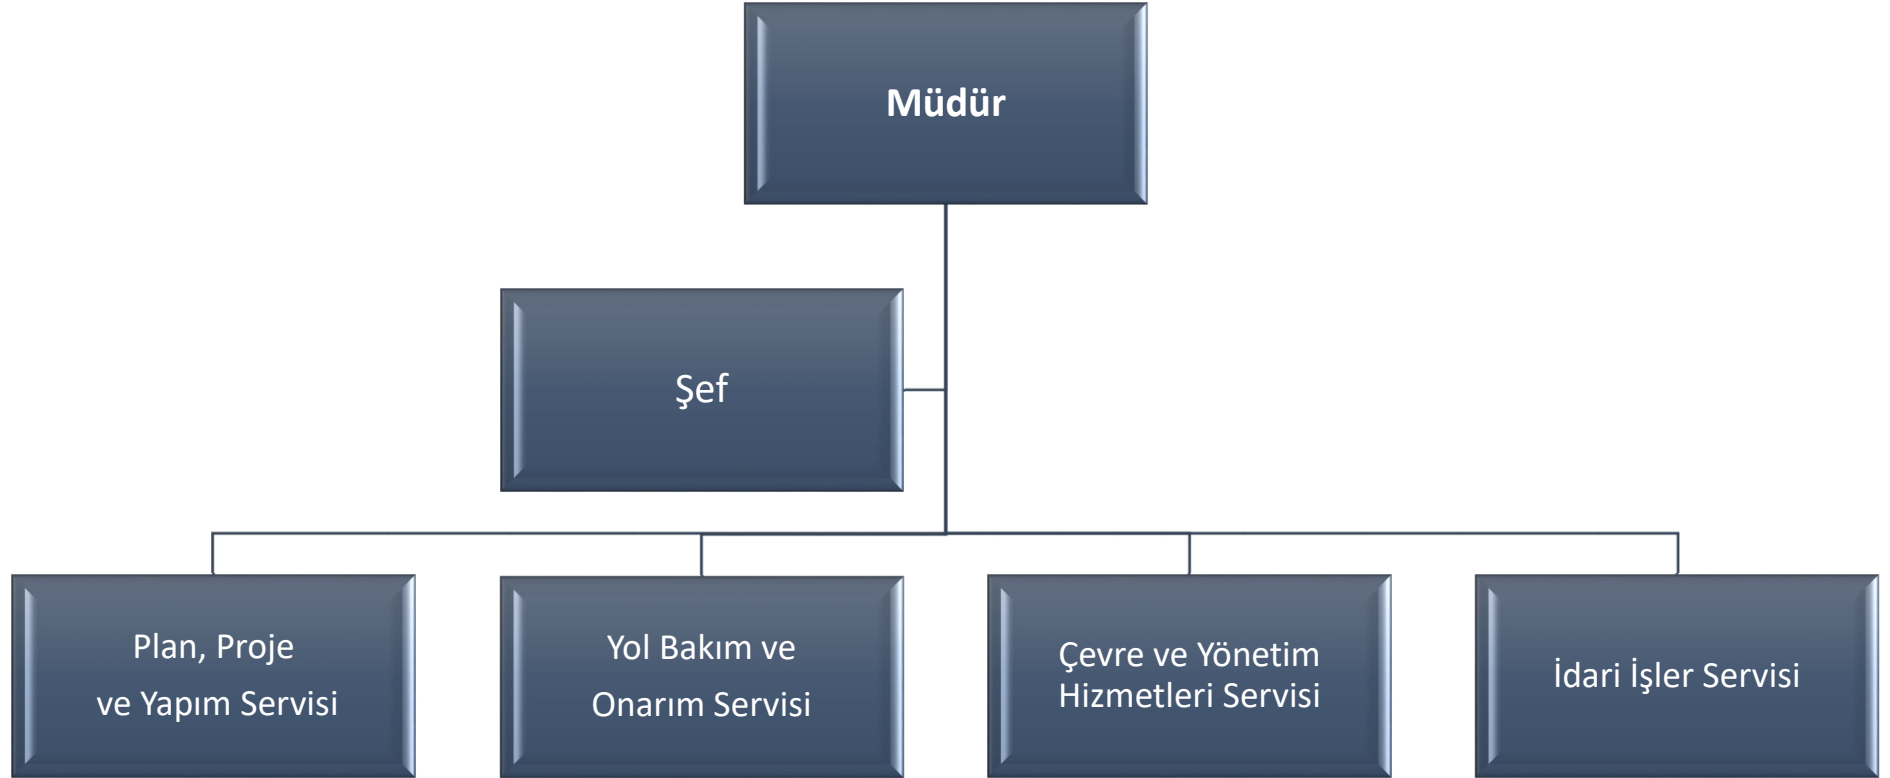 Müdür
Şef
Plan, Proje
ve Yapım Servisi
Yol Bakım ve
Onarım Servisi
Çevre ve Yönetim
Hizmetleri Servisi
İdari İşler Servisi